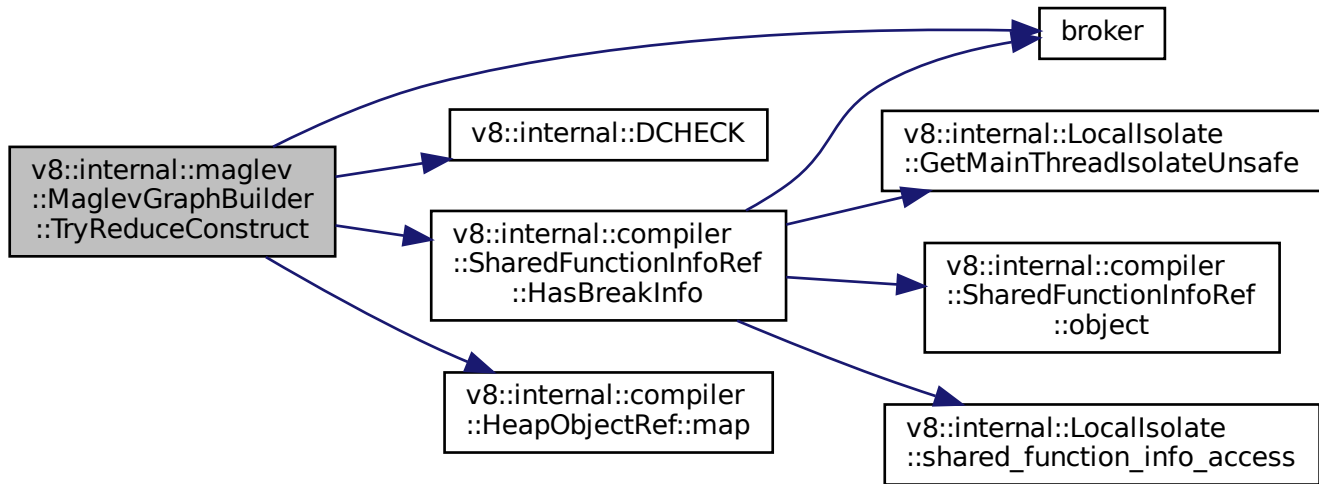 v8::internal::maglev
::MaglevGraphBuilder
::TryReduceConstruct
broker
v8::internal::DCHECK
v8::internal::compiler
::SharedFunctionInfoRef
::HasBreakInfo
v8::internal::compiler
::HeapObjectRef::map
v8::internal::LocalIsolate
::GetMainThreadIsolateUnsafe
v8::internal::compiler
::SharedFunctionInfoRef
::object
v8::internal::LocalIsolate
::shared_function_info_access